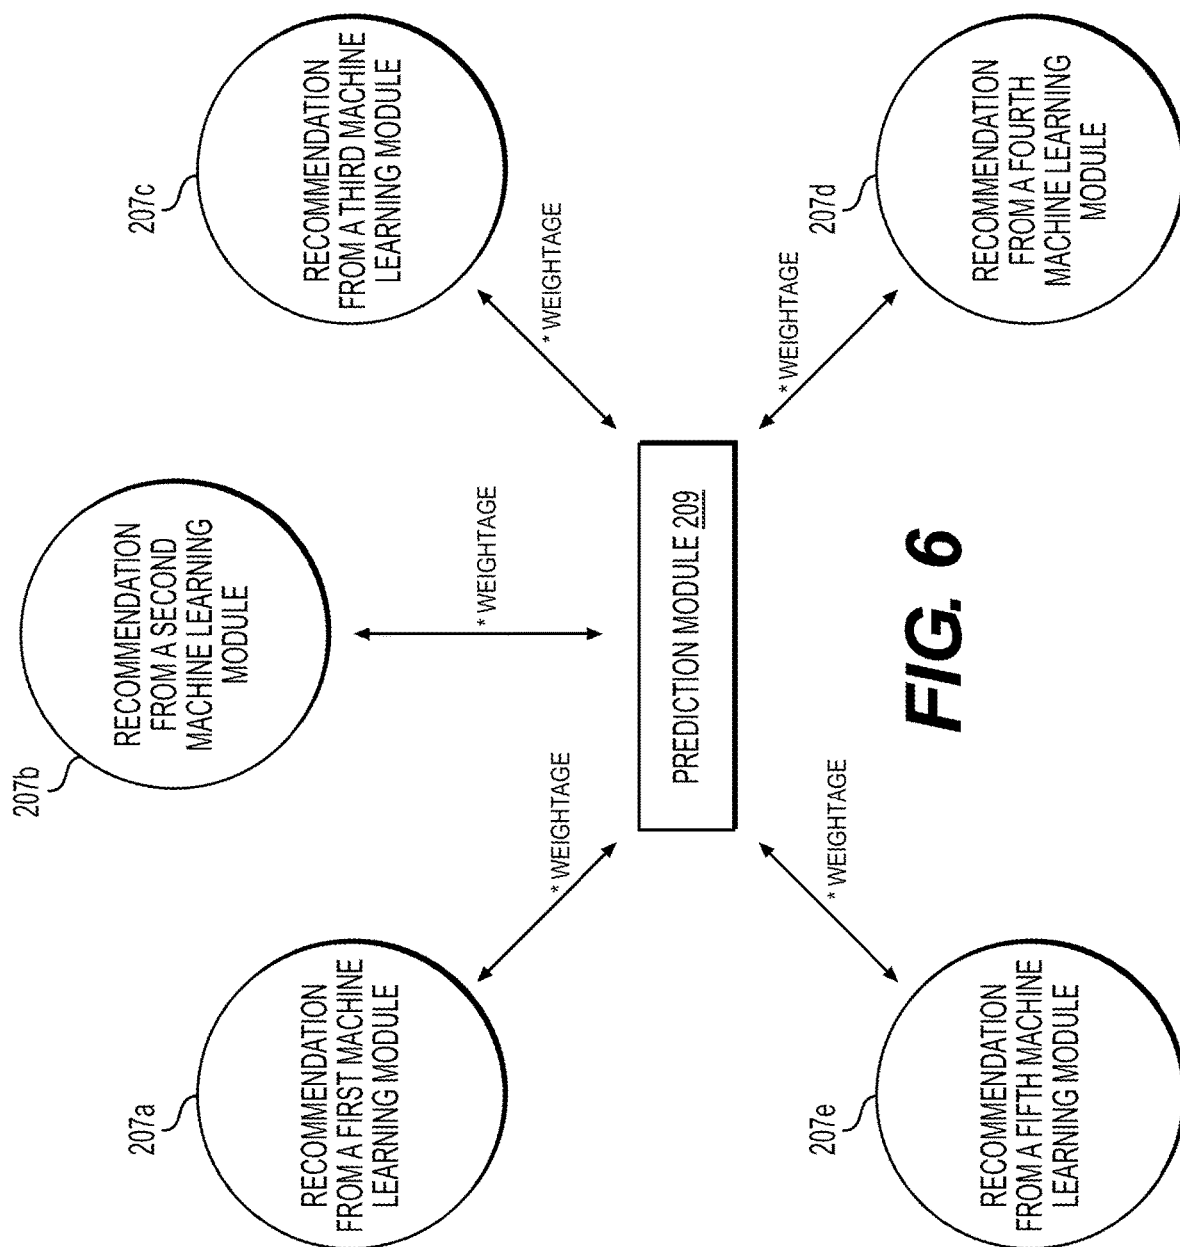 207a
RECOMMENDATION
FROM A FIRST MACHINE
LEARNING MODULE
207b
RECOMMENDATION
FROM A SECOND
MACHINE LEARNING
MODULE
207c
RECOMMENDATION
FROM A THIRD MACHINE
LEARNING MODULE
* WEIGHTAGE
* WEIGHTAGE
* WEIGHTAGE
PREDICTION MODULE 209
* WEIGHTAGE
* WEIGHTAGE
207e
RECOMMENDATION
FROM A FIFTH MACHINE
LEARNING MODULE
207d
RECOMMENDATION
FROM A FOURTH
MACHINE LEARNING
MODULE
FIG. 6